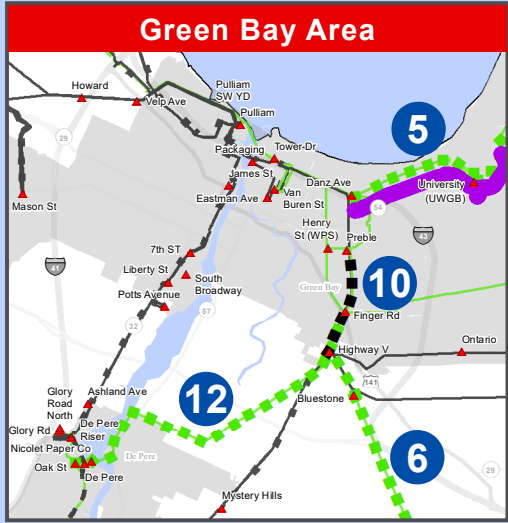 Green Bay Area
Pulliam
SW YD
Howard
Velp Ave
Pulliam
5
29
Packaging
Tower-Dr
James St
Danz Ave
University
(UWGB)
Mason St
Eastman Ave
Van
Buren St
54
Henry
St (WPS)
43
7th ST
Preble
41
Liberty St
South
Broadway
Green Bay
10
Potts Avenue
57
Finger Rd
32
Highway V
Ontario
Glory
Road
North
Ashland Ave
12
Bluestone
141
Glory Rd
De Pere
Riser
Nicolet Paper Co
De Pere
6
Oak St
De Pere
29
Mystery Hills